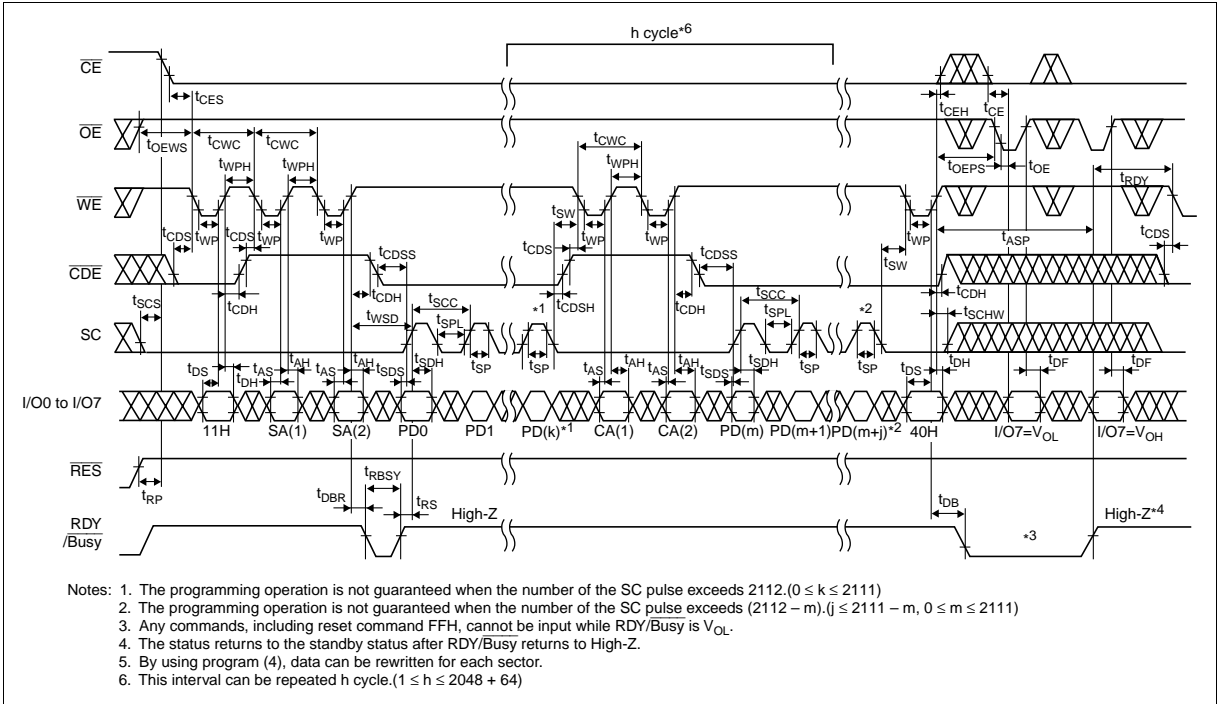 h cycle*6
CE
tCES
tCEH
tCE
OE
tOEWS
tCWC
tCWC
tCWC
tWPH
tWPH
tWPH
tOEPS
tOE
tRDY
WE
tWP
tWP
tWP
tSW
tWP
tWP
tWP
tASP
tCDS
tCDS
tCDS
tCDS
CDE
tCDSS
tCDSS
tSW
tCDH
tCDH
tCDSH
tCDH
tCDH
tSCS
tWSD
tSCC
tSCC
tSCHW
SC
tSPL
*1
tSPL
*2
tSP
tSP
tSP
tSP
tDS
tDH
tAS
tAH
tAS
tAH
tSDS
tSDH
tAS
tAH
tAS
tAH
tSDS
tSDH
tDS
tDH
tDF
tDF
I/O0 to I/O7
11H
SA(1)
SA(2)
PD0
PD1
PD(k)*1
CA(1)
CA(2)
PD(m)
PD(m+1)
PD(m+j)*2
40H
I/O7=VOL
I/O7=VOH
RES
tRP
tDBR
tRBSY
tRS
tDB
RDY
/Busy
High-Z
*3
High-Z*4
Notes: 1. The programming operation is not guaranteed when the number of the SC pulse exceeds 2112.(0 ≤ k ≤ 2111)
2. The programming operation is not guaranteed when the number of the SC pulse exceeds (2112 – m).(j ≤ 2111 – m, 0 ≤ m ≤ 2111)
3. Any commands, including reset command FFH, cannot be input while RDY/Busy is VOL.
4. The status returns to the standby status after RDY/Busy returns to High-Z.
5. By using program (4), data can be rewritten for each sector.
6. This interval can be repeated h cycle.(1 ≤ h ≤ 2048 + 64)